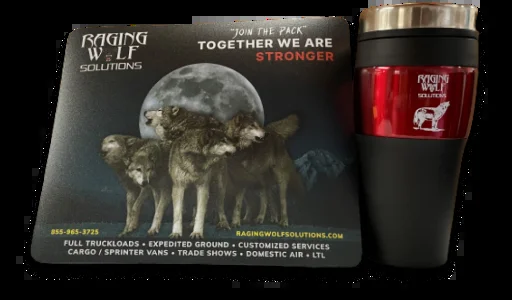 RAGING
WOLF
SOLUTIONS
"JOIN THE PACK"
TOGETHER WE ARE
STRONGER
855-965-3725
RAGINGWOLFSOLUTIONS.COM
FULL TRUCKLOADS • EXPEDITED GROUND • CUSTOMIZED SERVICES
CARGO / SPRINTER VANS • TRADE SHOWS • DOMESTIC AIR • LTL
RAGING
WOLF
SOLUTIONS